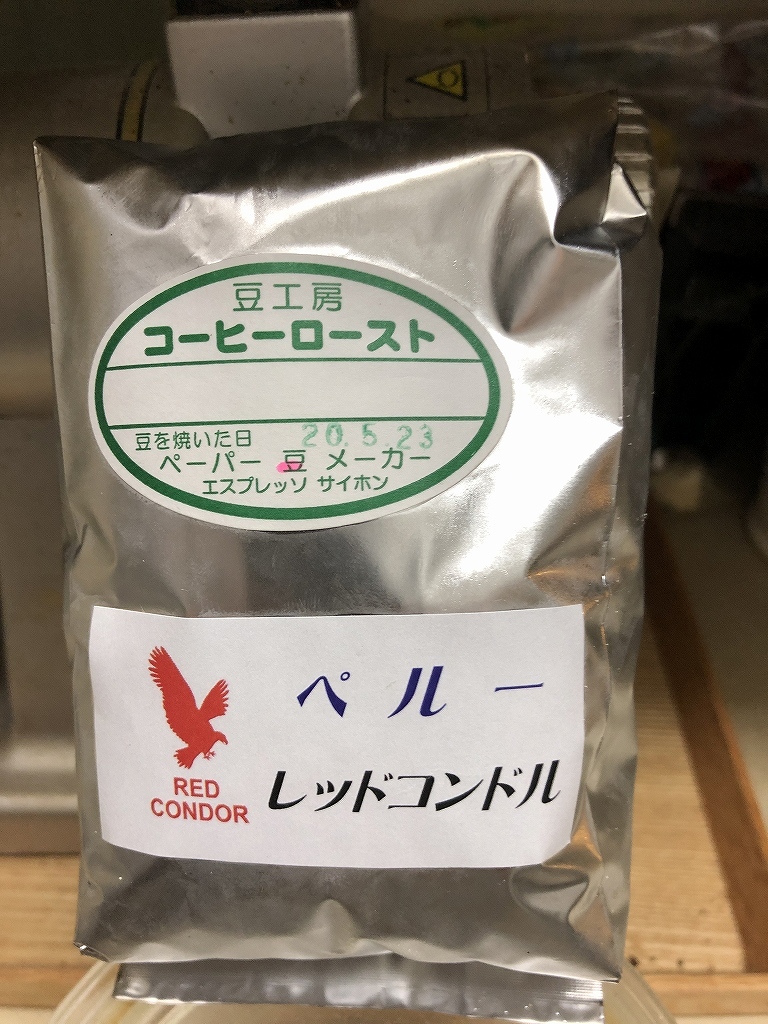 豆工房
コーヒーロースト
豆を焼いた日 20.5.23
ペーパー 豆 メーカー
エスプレッソ サイホン
ペルー
レッドコンドル
RED
CONDOR